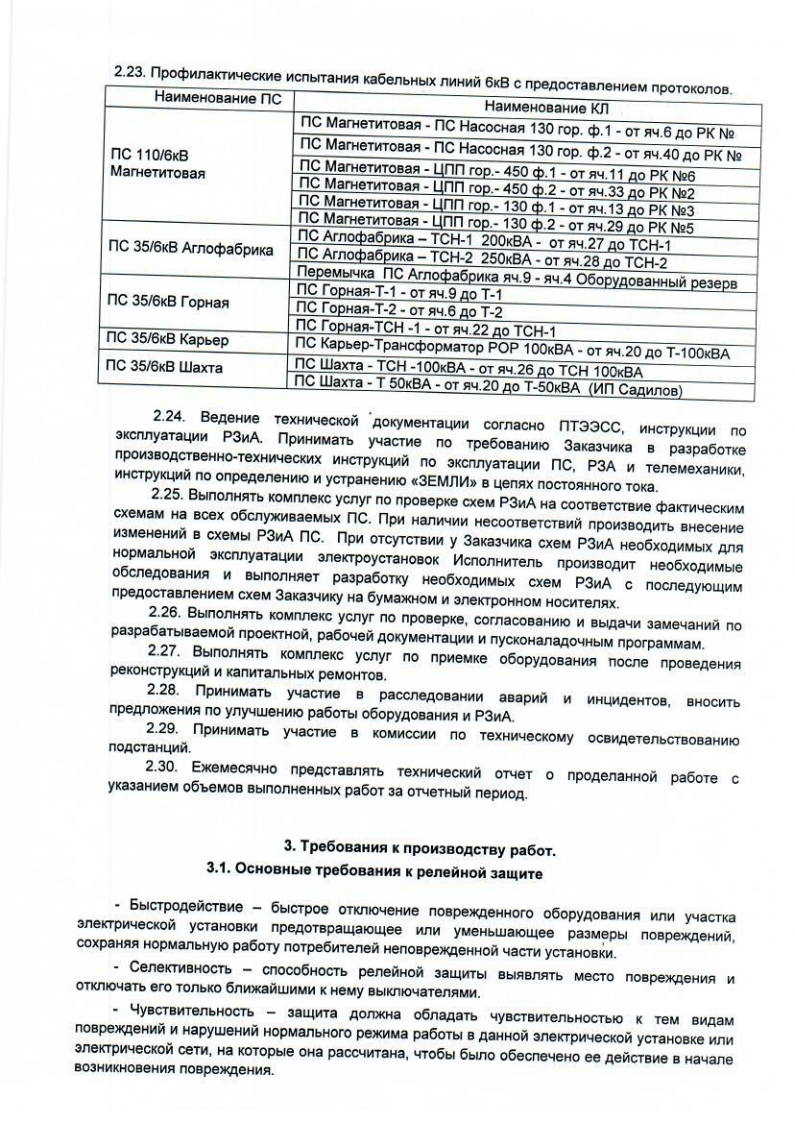 2.23. Профилактические испытания кабельных линий 6кВ с предоставлением протоколов.
Наименование ПС Наименование КЛ
ПС 110/6кВ Магнетитовая
ПС Магнетитовая - ПС Насосная 130 гор. ф.1 - от яч.6 до РК №
ПС Магнетитовая - ПС Насосная 130 гор. ф.2 - от яч.40 до РК №
ПС Магнетитовая - ЦПП гор.- 450 ф.1 - от яч.11 до РК №6
ПС Магнетитовая - ЦПП гор.- 450 ф.2 - от яч.33 до РК №2
ПС Магнетитовая - ЦПП гор.- 130 ф.1 - от яч.13 до РК №3
ПС Магнетитовая - ЦПП гор.- 130 ф.2 - от яч.29 до РК №5
ПС 35/6кВ Аглофабрика
ПС Аглофабрика – ТСН-1 200кВА - от яч.27 до ТСН-1
ПС Аглофабрика – ТСН-2 250кВА - от яч.28 до ТСН-2
Перемычка ПС Аглофабрика яч.9 - яч.4 Оборудованный резерв
ПС 35/6кВ Горная
ПС Горная-Т-1 - от яч.9 до Т-1
ПС Горная-Т-2 - от яч.6 до Т-2
ПС Горная-ТСН -1 - от яч.22 до ТСН-1
ПС 35/6кВ Карьер
ПС Карьер-Трансформатор РОР 100кВА - от яч.20 до Т-100кВА
ПС 35/6кВ Шахта
ПС Шахта - ТСН -100кВА - от яч.26 до ТСН 100кВА
ПС Шахта - Т 50кВА - от яч.20 до Т-50кВА (ИП Садилов)
2.24. Ведение технической документации согласно ПТЭЭСС, инструкции по
эксплуатации РЗиА. Принимать участие по требованию Заказчика в разработке
производственно-технических инструкций по эксплуатации ПС, РЗА и телемеханики,
инструкций по определению и устранению «ЗЕМЛИ» в цепях постоянного тока.
2.25. Выполнять комплекс услуг по проверке схем РЗиА на соответствие фактическим
схемам на всех обслуживаемых ПС. При наличии несоответствий производить внесение
изменений в схемы РЗиА ПС. При отсутствии у Заказчика схем РЗиА необходимых для
нормальной эксплуатации электроустановок Исполнитель производит необходимые
обследования и выполняет разработку необходимых схем РЗиА с последующим
предоставлением схем Заказчику на бумажном и электронном носителях.
2.26. Выполнять комплекс услуг по проверке, согласованию и выдачи замечаний по
разрабатываемой проектной, рабочей документации и пусконаладочным программам.
2.27. Выполнять комплекс услуг по приемке оборудования после проведения
реконструкций и капитальных ремонтов.
2.28. Принимать участие в расследовании аварий и инцидентов, вносить
предложения по улучшению работы оборудования и РЗиА.
2.29. Принимать участие в комиссии по техническому освидетельствованию
подстанций.
2.30. Ежемесячно представлять технический отчет о проделанной работе с
указанием объемов выполненных работ за отчетный период.
3. Требования к производству работ.
3.1. Основные требования к релейной защите
- Быстродействие – быстрое отключение поврежденного оборудования или участка
электрической установки предотвращающее или уменьшающее размеры повреждений,
сохраняя нормальную работу потребителей неповрежденной части установки.
- Селективность – способность релейной защиты выявлять место повреждения и
отключать его только ближайшими к нему выключателями.
- Чувствительность – защита должна обладать чувствительностью к тем видам
повреждений и нарушений нормального режима работы в данной электрической установке или
электрической сети, на которые она рассчитана, чтобы было обеспечено ее действие в начале
возникновения повреждения.